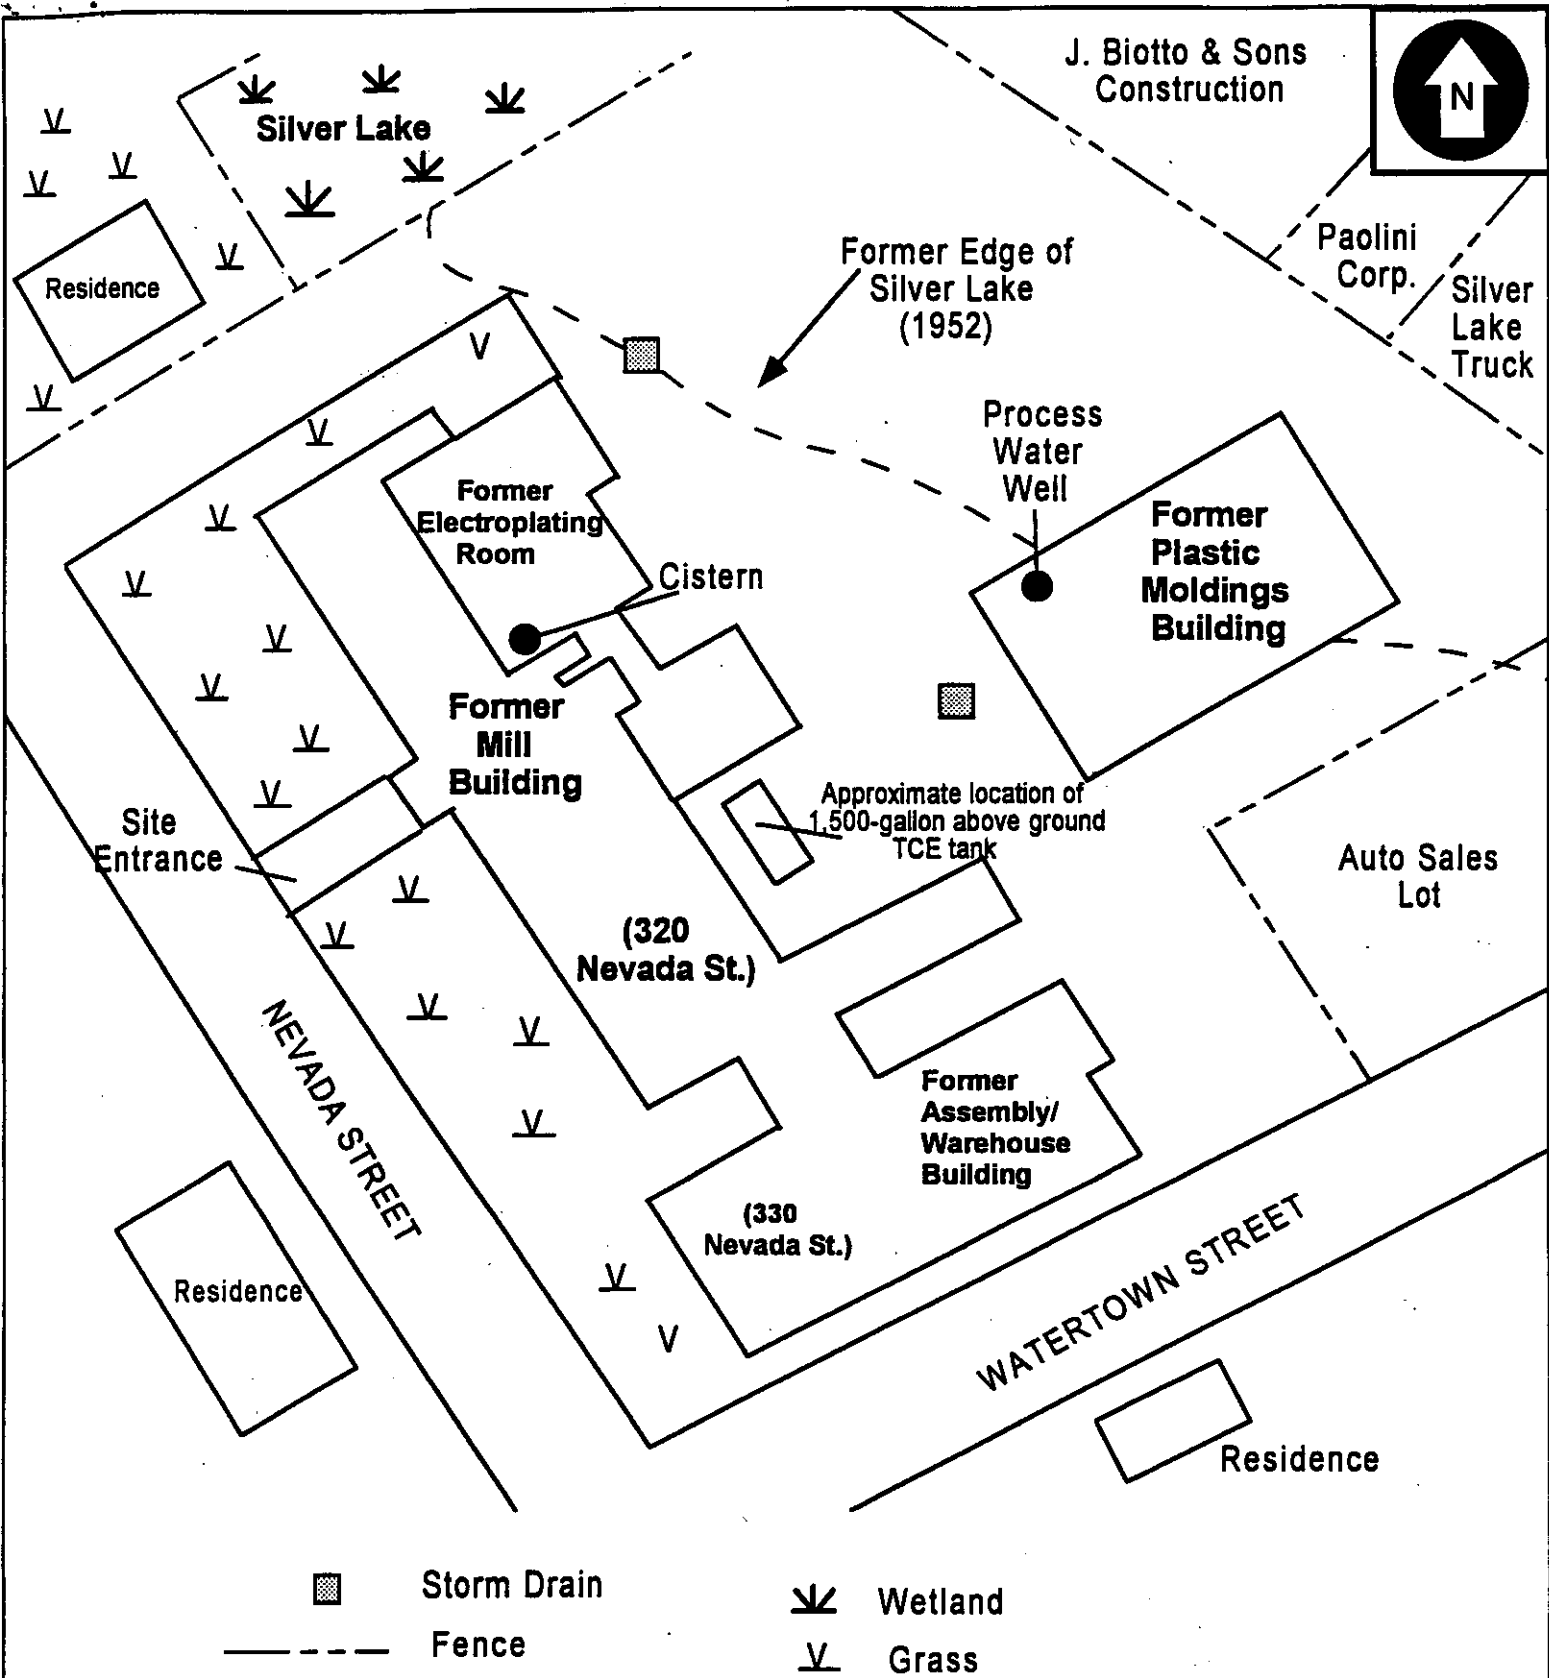 J. Biotto & Sons
Construction
N
Silver Lake
Residence
Former Edge of
Silver Lake
(1952)
Paolini
Corp.
Silver
Lake
Truck
Process
Water
Well
Former
Electroplating
Room
Former
Plastic
Moldings
Building
Cistern
Former
Mill
Building
Approximate location of
1,500-gallon above ground
TCE tank
Site
Entrance
Auto Sales
Lot
(320
Nevada St.)
NEVADA STREET
Former
Assembly/
Warehouse
Building
(330
Nevada St.)
Residence
WATERTOWN STREET
Residence
Storm Drain
Wetland
Fence
Grass